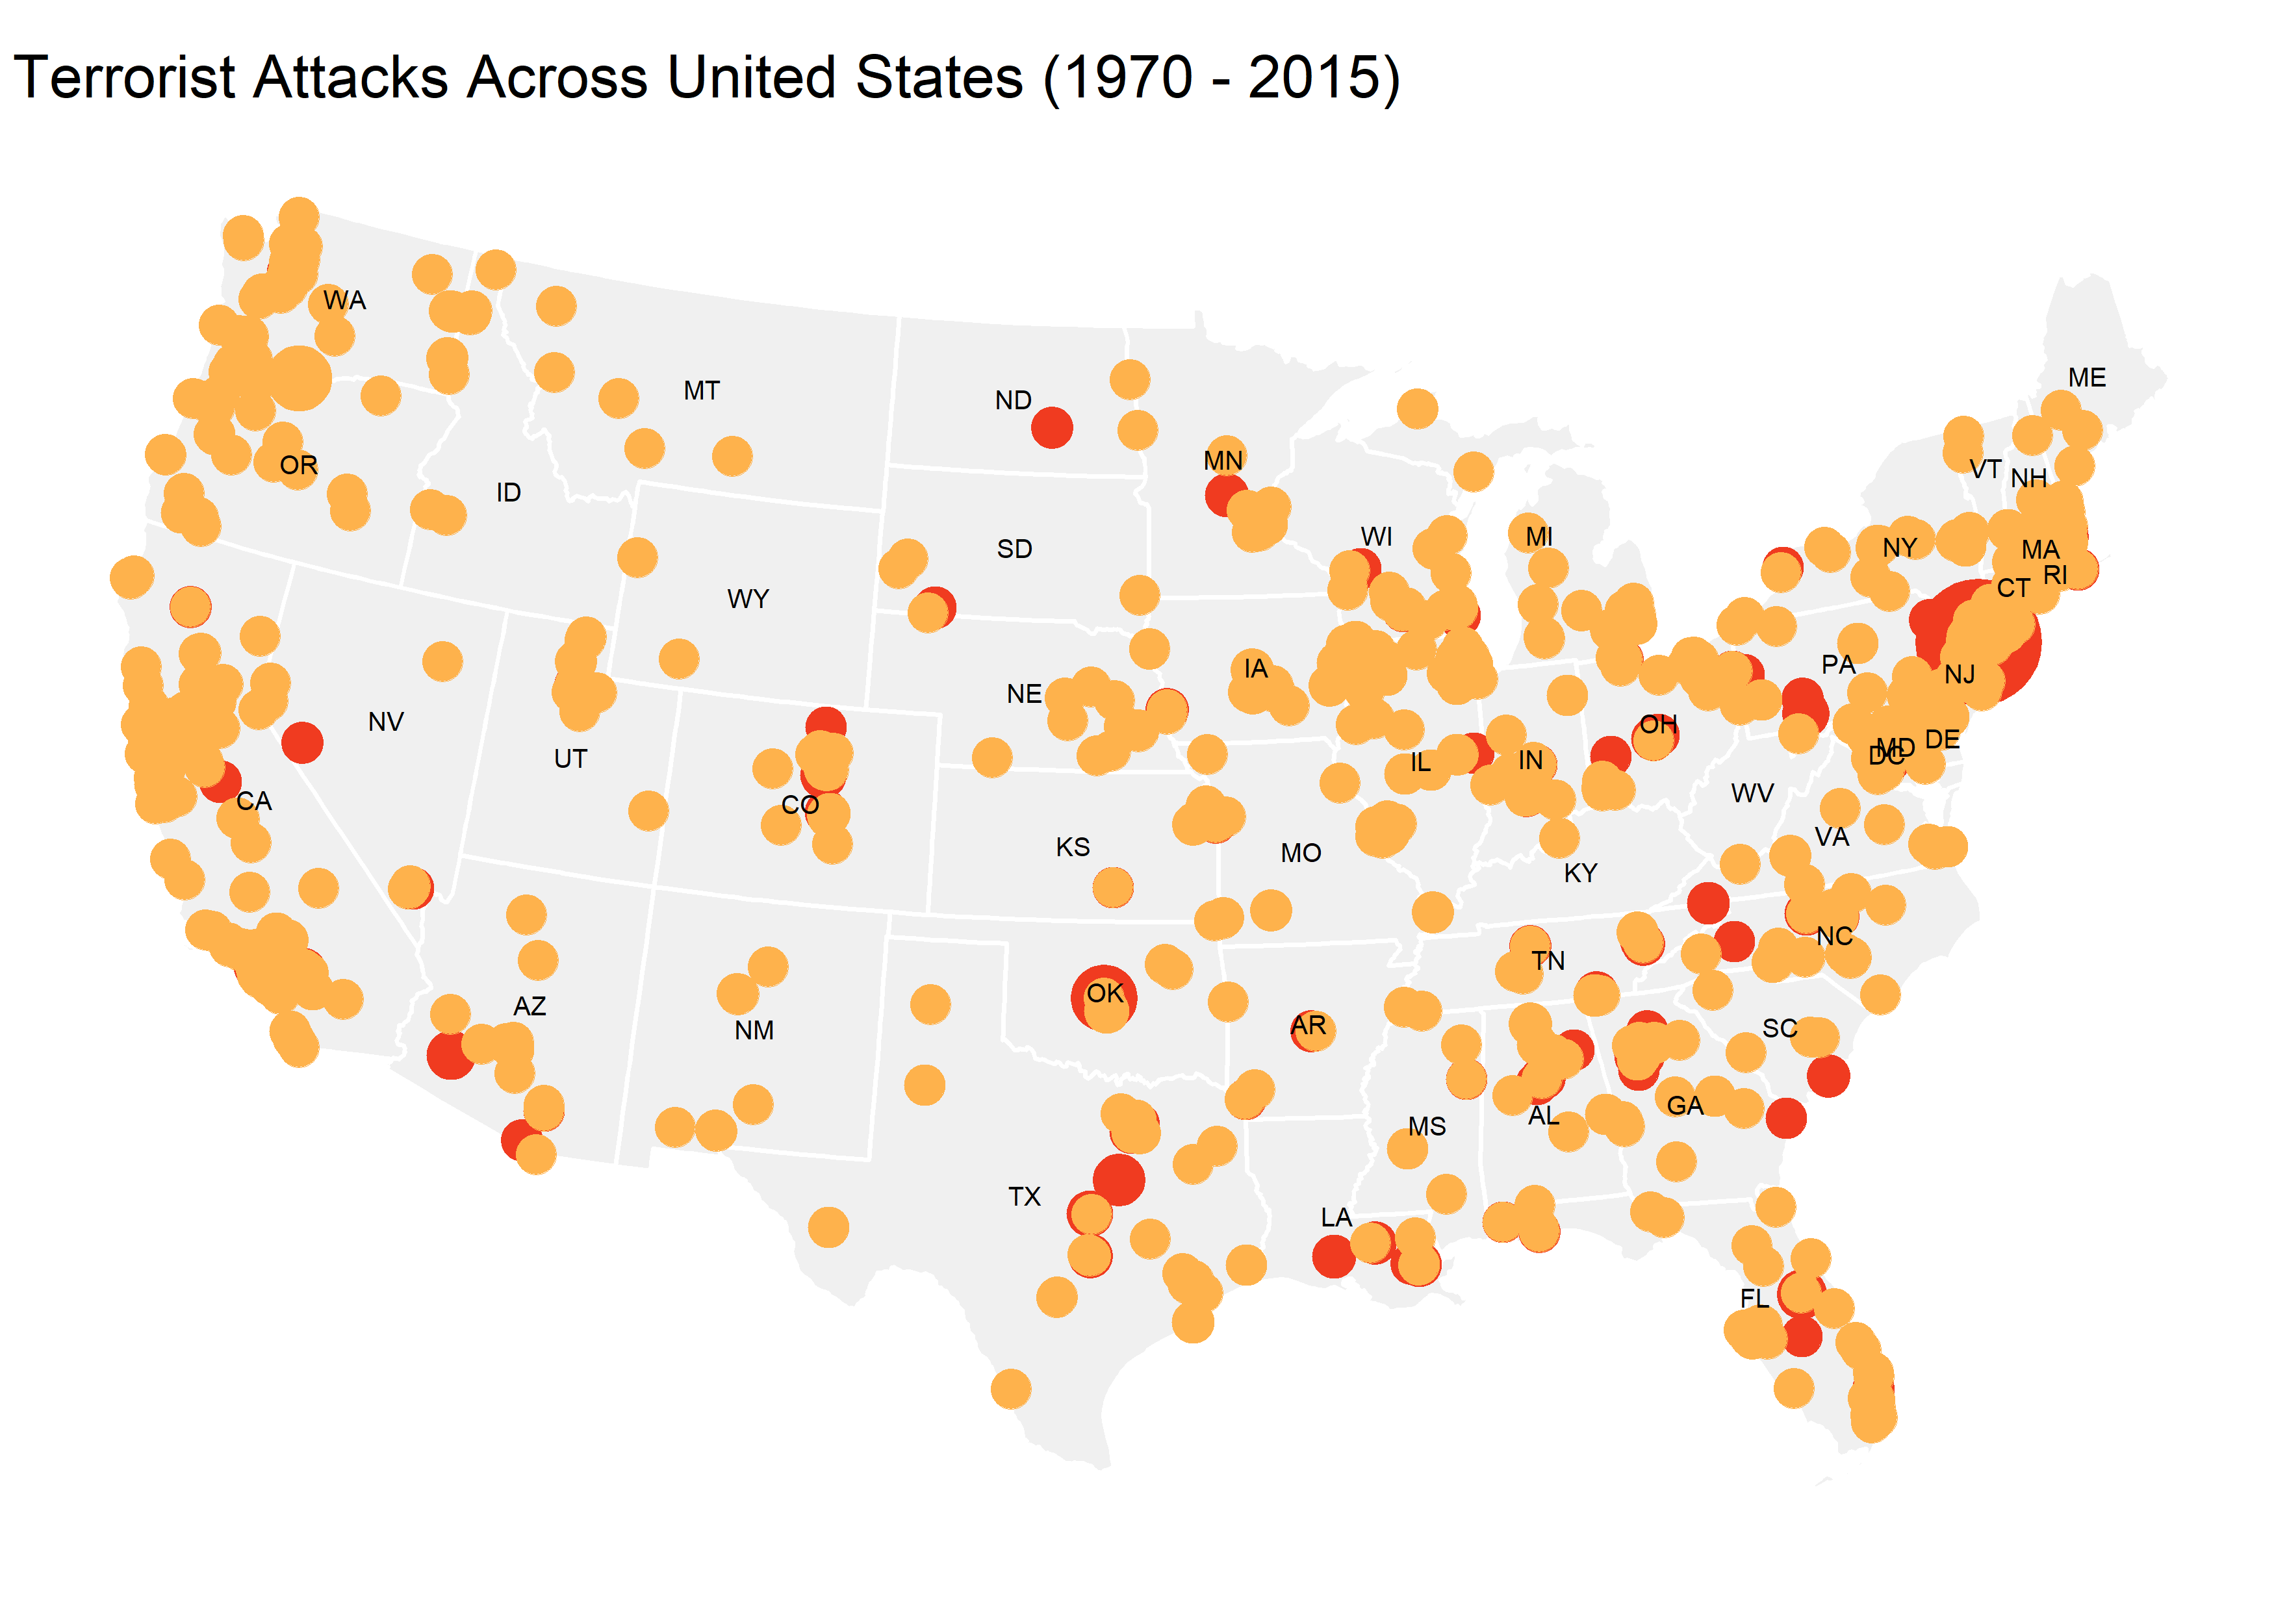 Terrorist Attacks Across United States (1970 - 2015)
WA
ME
MT
ND
MN
OR
VT
NH
ID
WI
MI
SD
NY
MA
RI
CT
WY
IA
PA
NJ
NE
NV
OH
MD
DE
DC
UT
IL
IN
WV
CA
CO
VA
KS
MO
KY
NC
TN
OK
AZ
AR
NM
SC
GA
AL
MS
TX
LA
FL